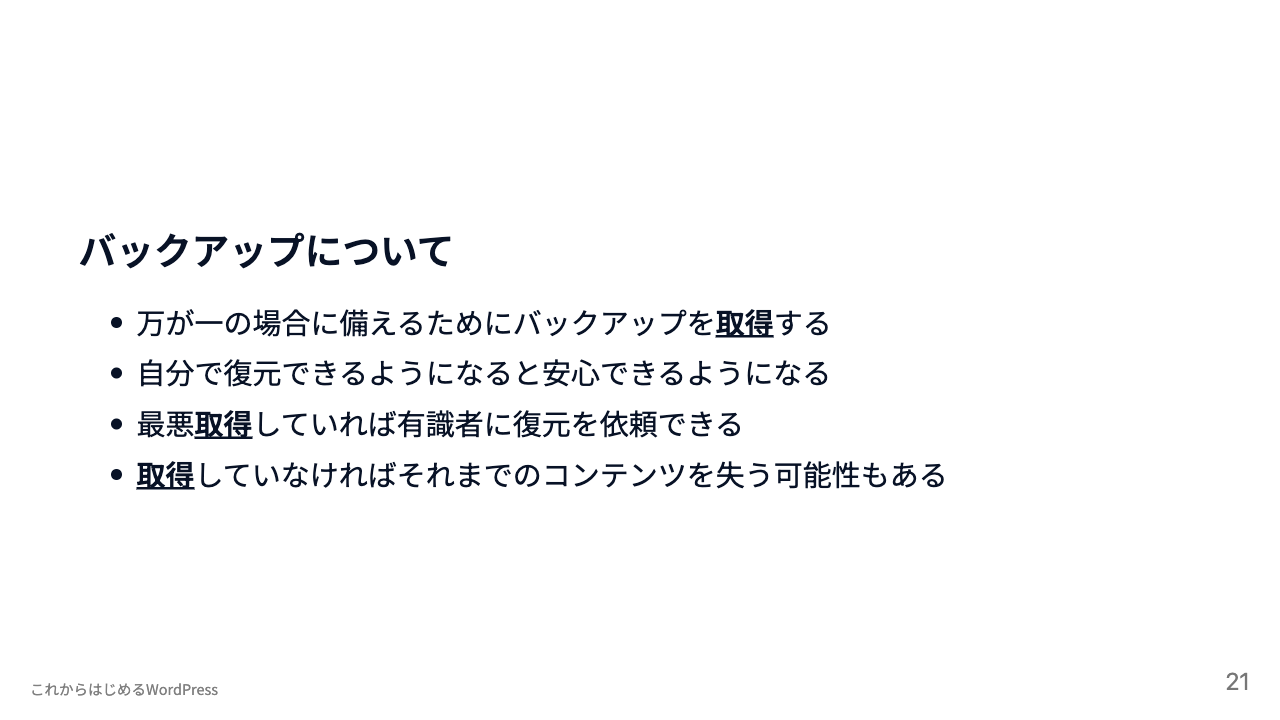 バックアップについて
• 万が一の場合に備えるためにバックアップを取得する
• 自分で復元できるようになると安心できるようになる
• 最悪取得していれば有識者に復元を依頼できる
• 取得していなければそれまでのコンテンツを失う可能性もある
これからはじめるWordPress
21